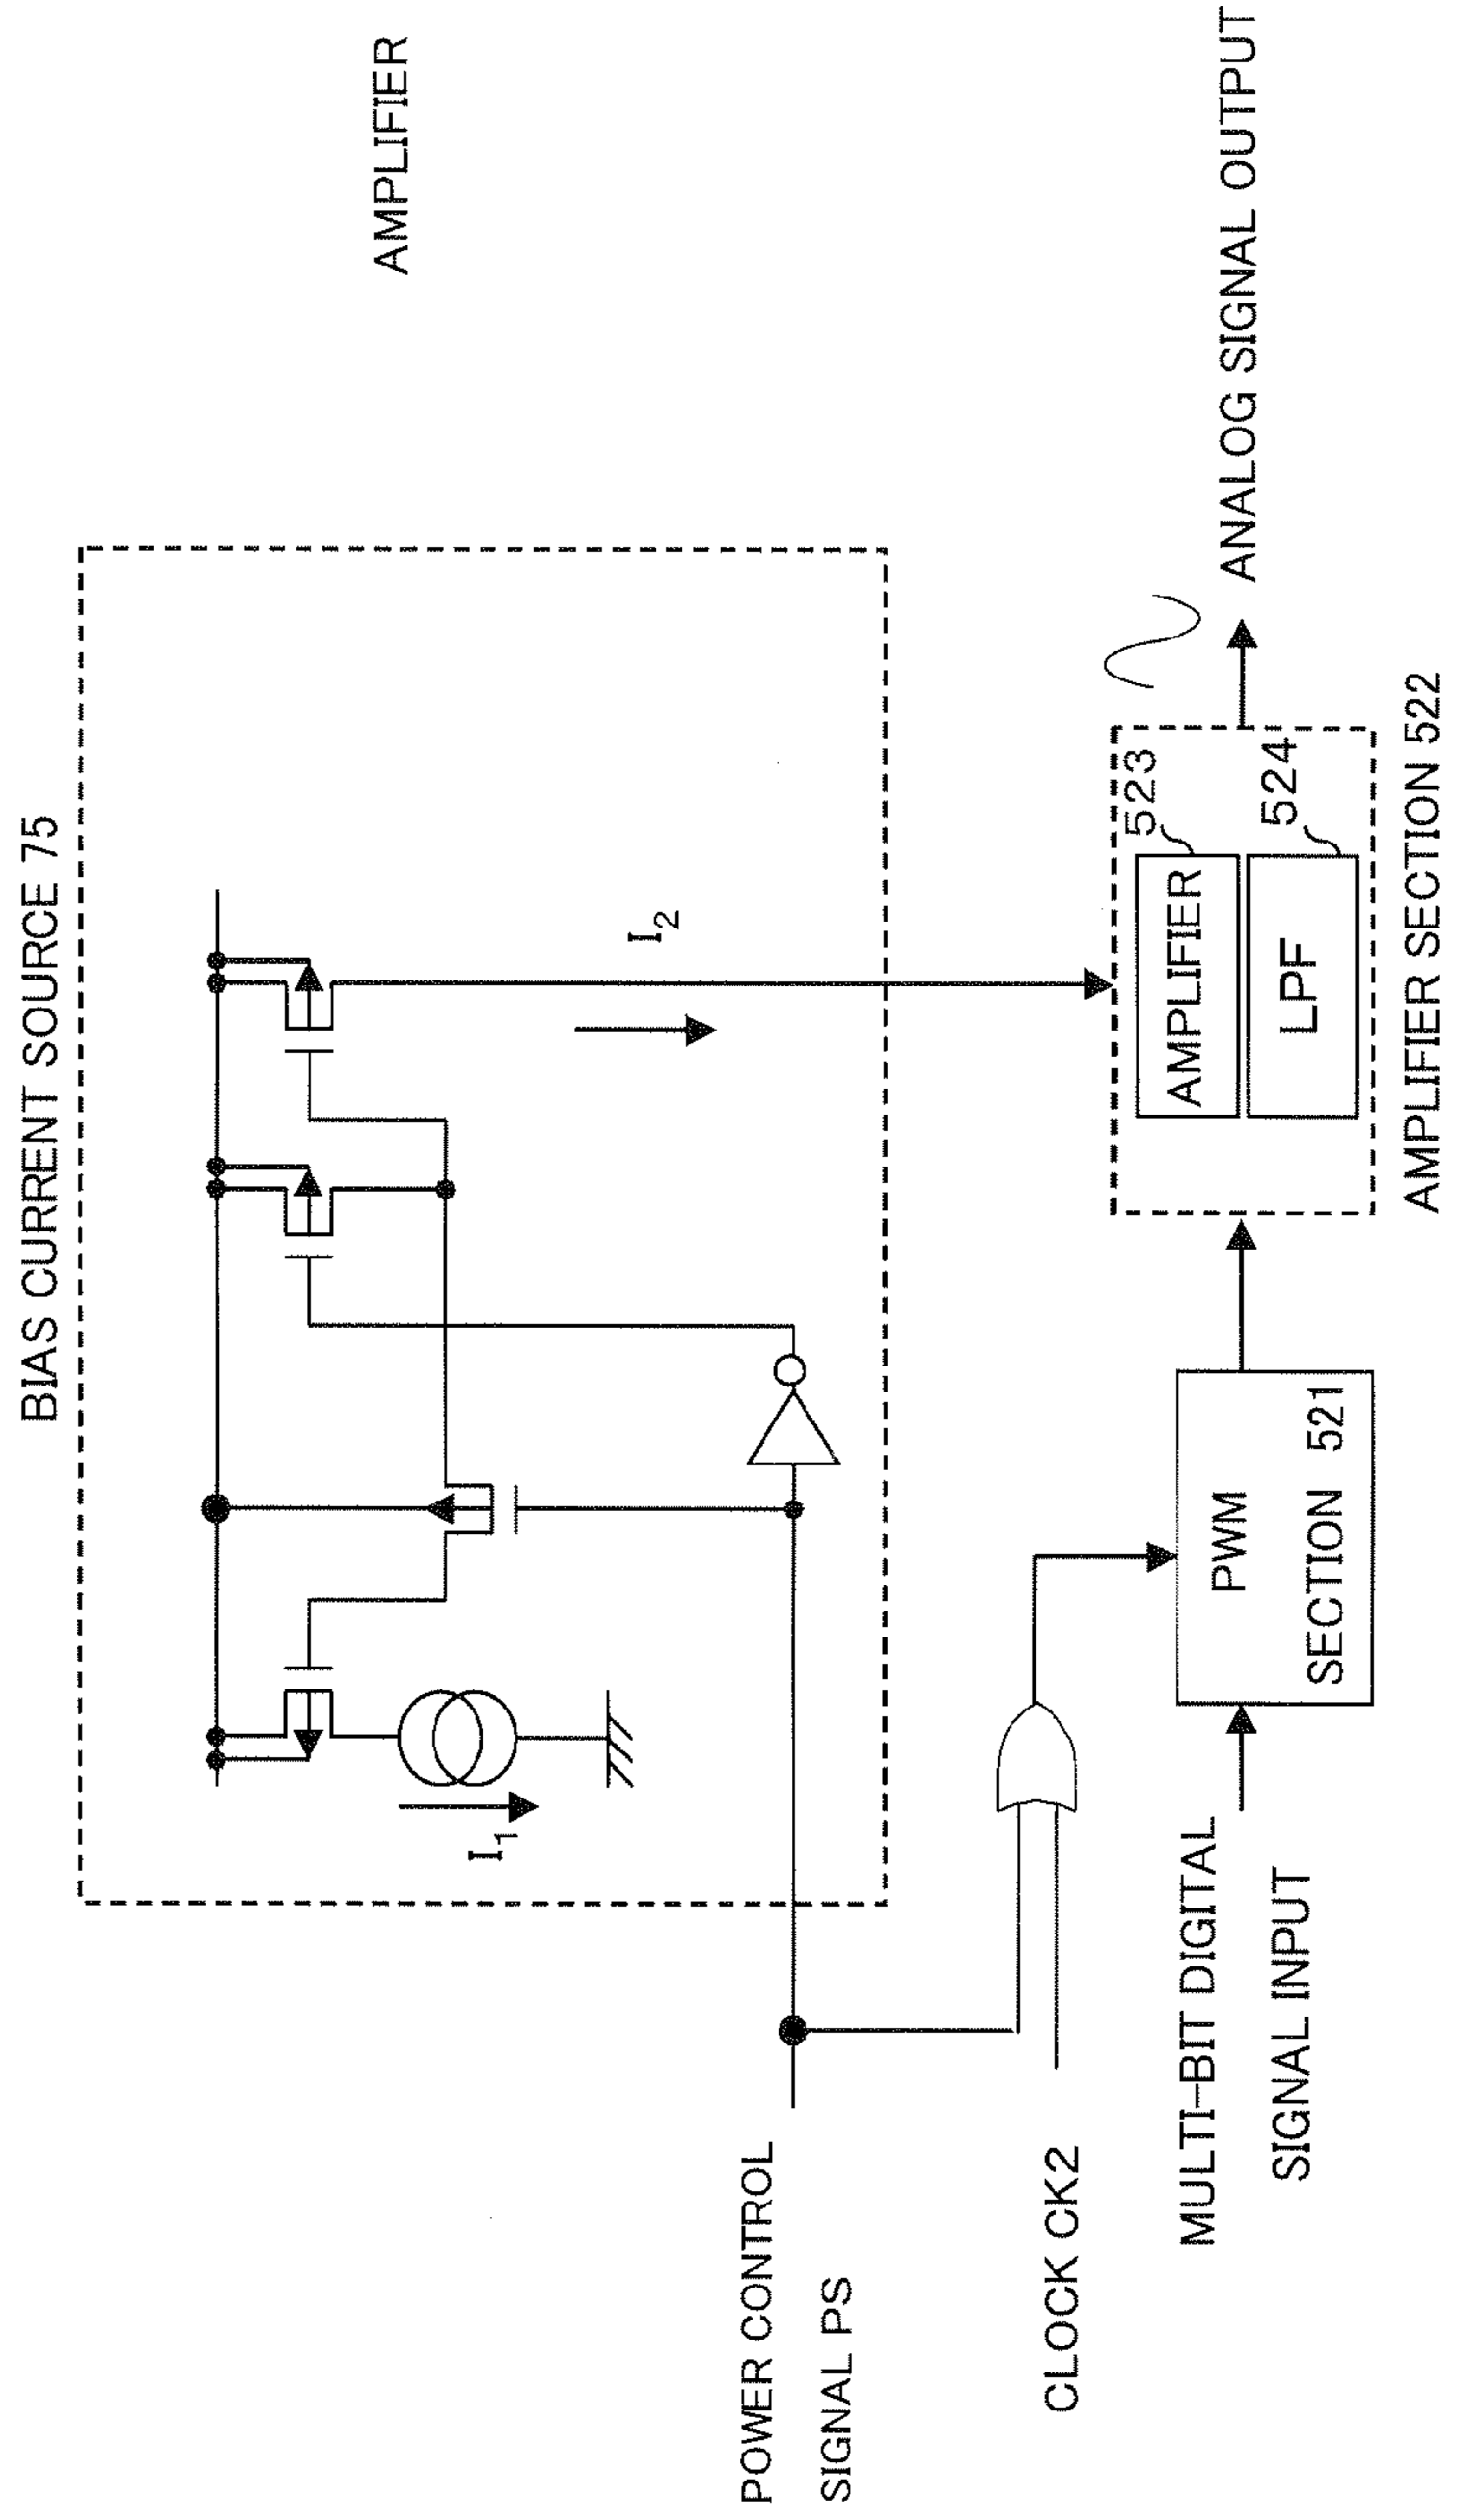 BIAS CURRENT SOURCE 75
AMPLIFIER
I1
I2
POWER CONTROL
SIGNAL PS
CLOCK CK2
MULTI-BIT DIGITAL
SIGNAL INPUT
PWM
SECTION 521
AMPLIFIER
523
LPF
524
AMPLIFIER SECTION 522
ANALOG SIGNAL OUTPUT